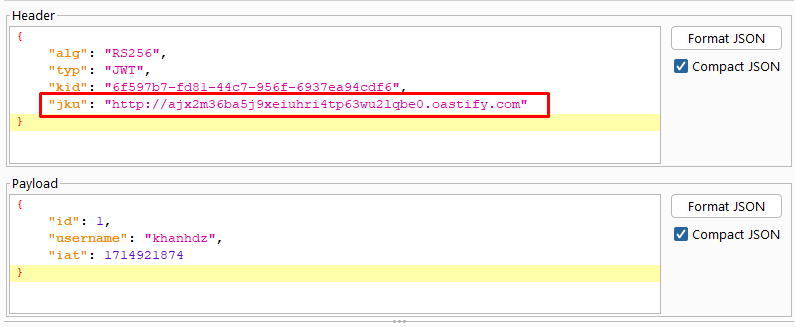 Header
{
"alg": "RS256",
"typ": "JWT",
"kid": "6f597b7-fd81-44c7-956f-6937ea94cdf6",
"jku": "http://ajx2m36ba5j9xeiuhri4tp63wu2lqbe0.oastify.com"
}
Format JSON
Compact JSON
Payload
{
"id": 1,
"username": "khanhdz",
"iat": 1714921874
}
Format JSON
Compact JSON